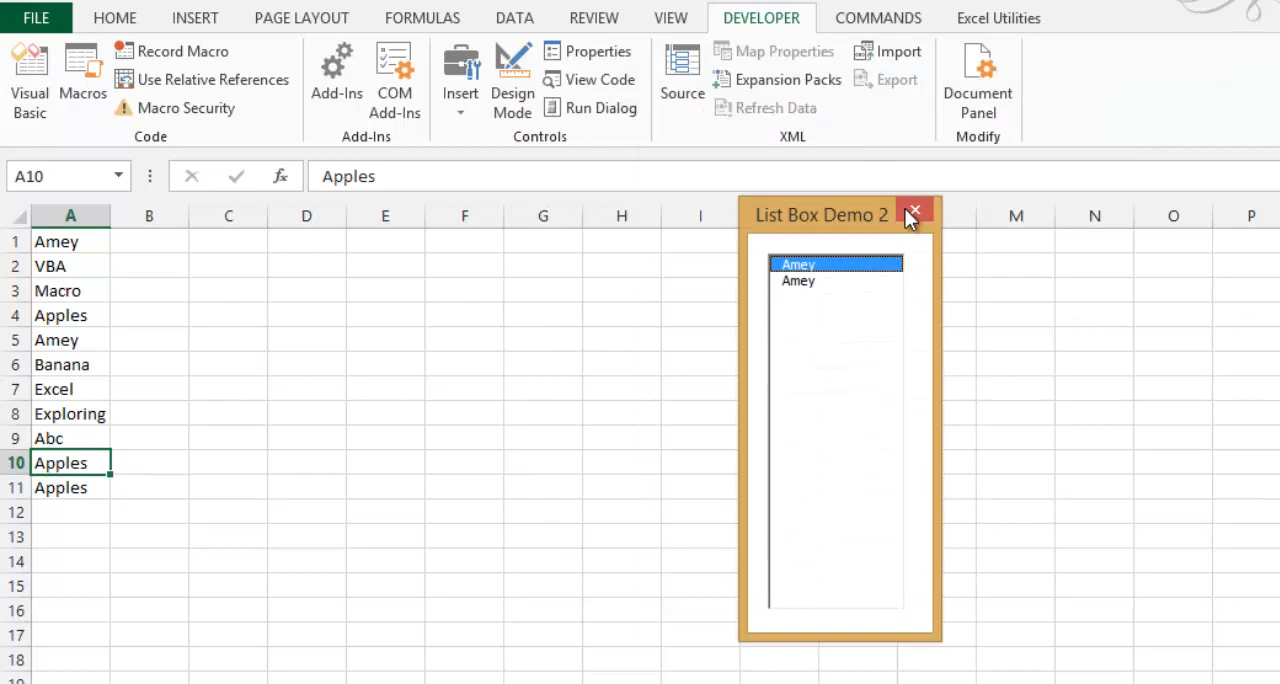 FILE HOME INSERT PAGE LAYOUT FORMULAS DATA REVIEW VIEW DEVELOPER COMMANDS Excel Utilities
Visual Basic
Macros
Record Macro
Use Relative References
Macro Security
Code
Add-Ins
COM Add-Ins
Add-Ins
Insert
Design Mode
Properties
View Code
Run Dialog
Controls
Source
Map Properties
Expansion Packs
Refresh Data
Import
Export
XML
Document Panel
Modify
A10 fx Apples
A B C D E F G H I M N O P
1 Amey
2 VBA
3 Macro
4 Apples
5 Amey
6 Banana
7 Excel
8 Exploring
9 Abc
10 Apples
11 Apples
12
13
14
15
16
17
18
19
List Box Demo 2
Amey
Amey